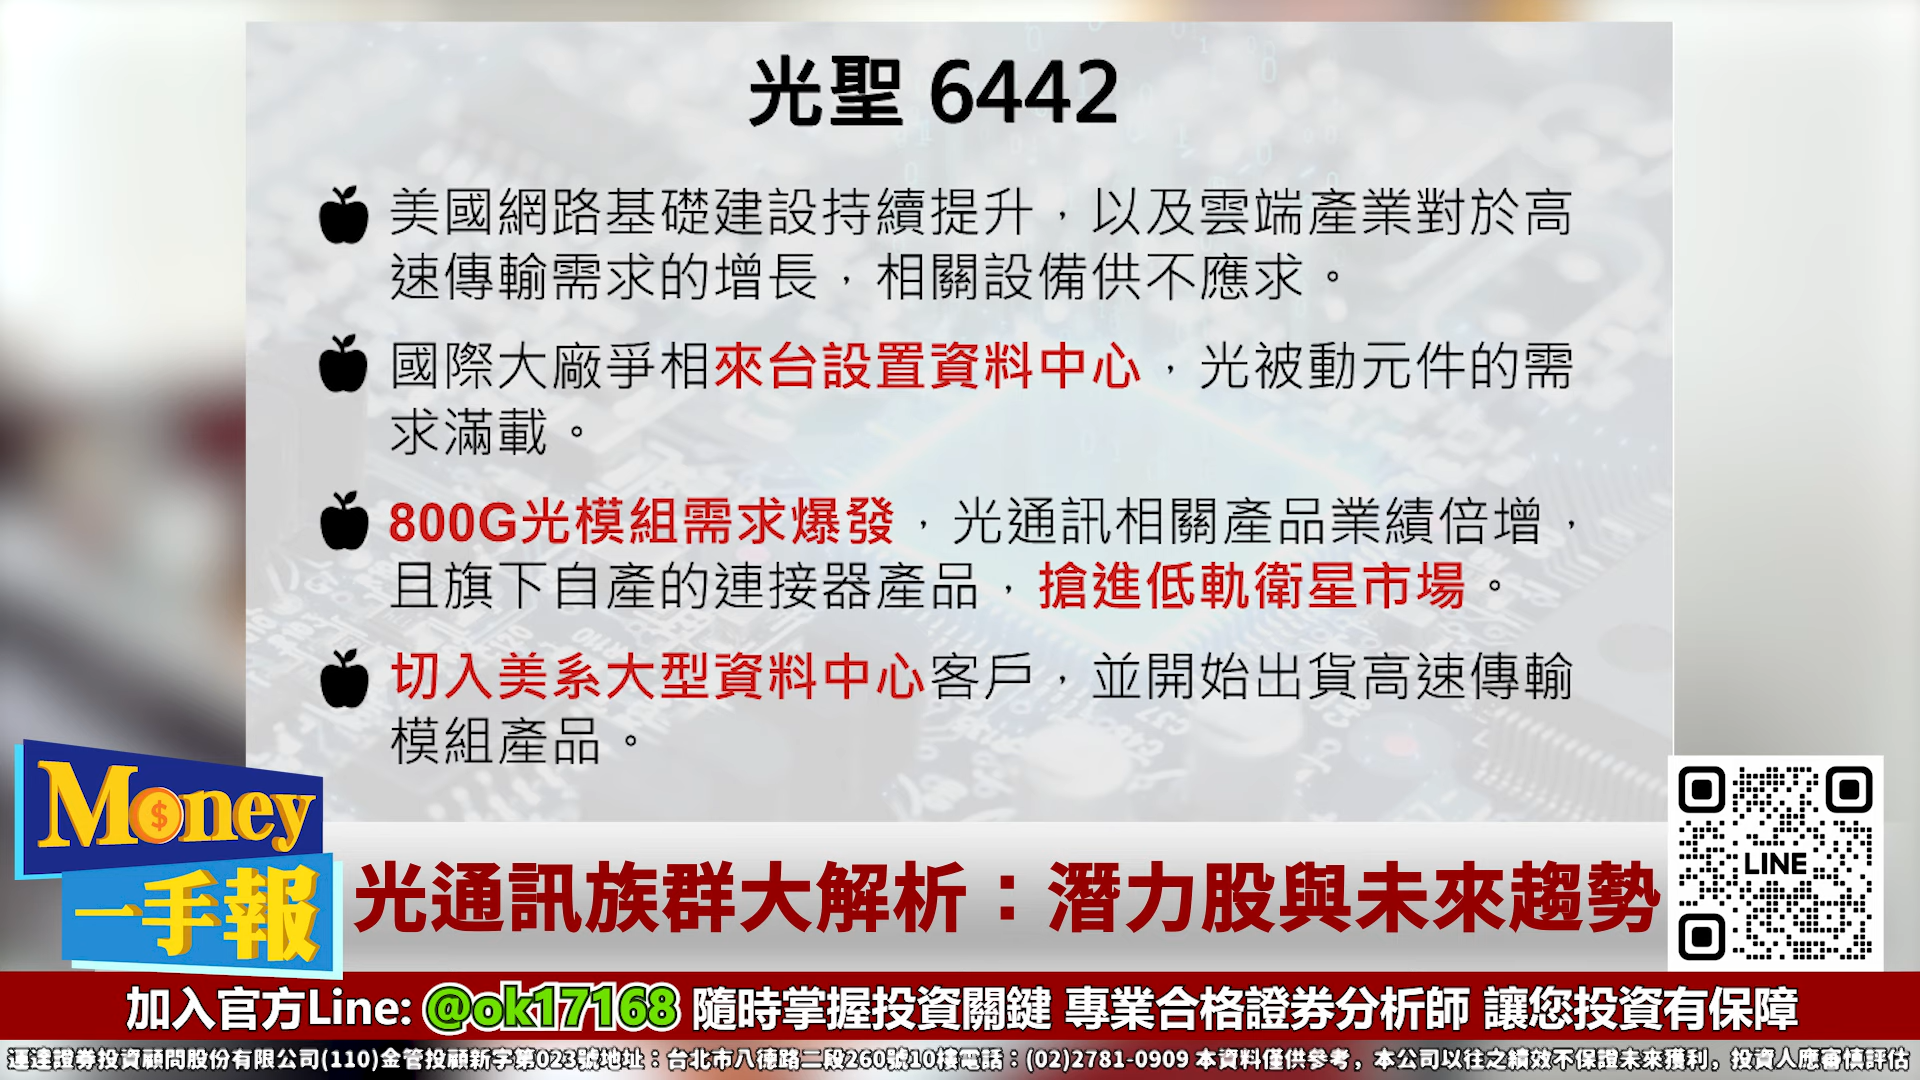 光聖 6442
美國網路基礎建設持續提升，以及雲端產業對於高
速傳輸需求的增長，相關設備供不應求。
國際大廠爭相來台設置資料中心，光被動元件的需
求滿載。
800G光模組需求爆發，光通訊相關產品業績倍增，
且旗下自產的連接器產品，搶進低軌衛星市場。
切入美系大型資料中心客戶，並開始出貨高速傳輸
模組產品。
Money
一手報
光通訊族群大解析：潛力股與未來趨勢
LINE
加入官方Line: @ok17168 隨時掌握投資關鍵 專業合格證券分析師 讓您投資有保障
運達證券投資顧問股份有限公司(110)金管投顧新字第023號地址：台北市八德路二段260號10樓電話：(02)2781-0909 本資料僅供參考，本公司以往之績效不保證未來獲利，投資人應審慎評估